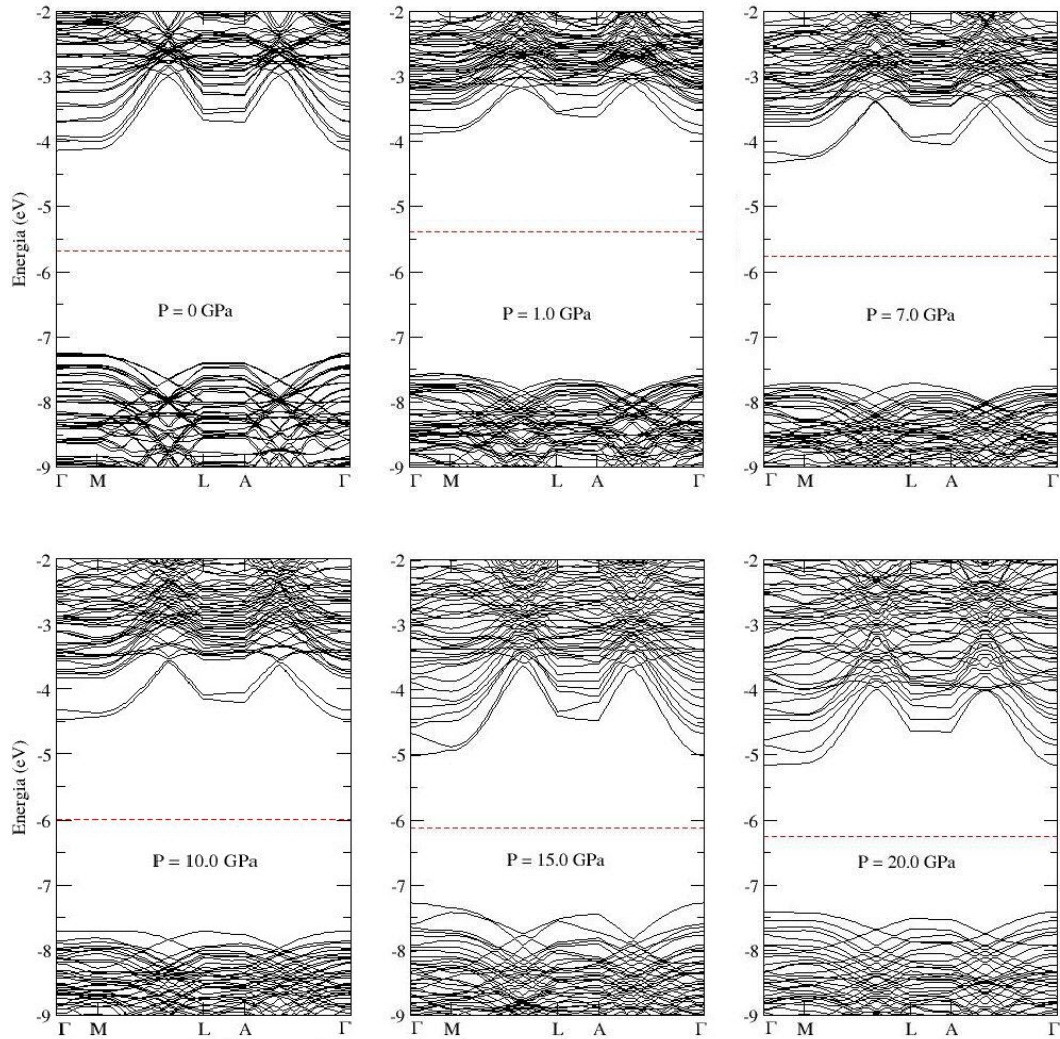 -2 -2 -2
-3 -3 -3
-4 -4 -4
-5 -5 -5
Energia (eV)
-6 -6 -6
P = 0 GPa P = 1.0 GPa P = 7.0 GPa
-7 -7 -7
-8 -8 -8
-9 -9 -9
Γ M L A Γ Γ M L A Γ Γ M L A Γ
-2 -2 -2
-3 -3 -3
-4 -4 -4
-5 -5 -5
Energia (eV)
-6 -6 -6
P = 10.0 GPa P = 15.0 GPa P = 20.0 GPa
-7 -7 -7
-8 -8 -8
-9 -9 -9
Γ M L A Γ Γ M L A Γ Γ M L A Γ